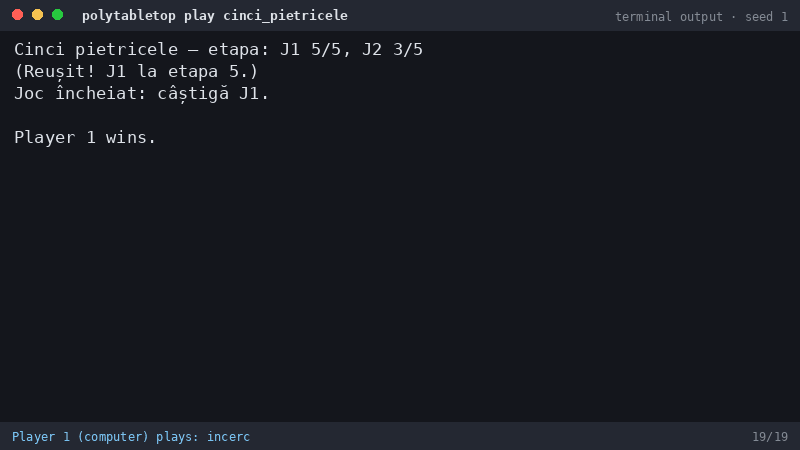 polytabletop play cinci_pietricele
terminal output · seed 1
Cinci pietricele — etapa: J1 5/5, J2 3/5
(Reușit! J1 la etapa 5.)
Joc încheiat: câștigă J1.
Player 1 wins.
Player 1 (computer) plays: incerc
19/19